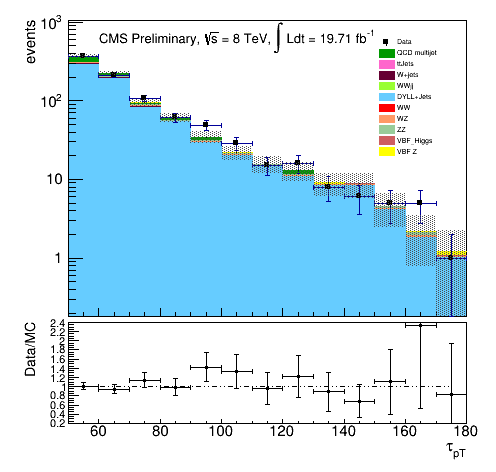 CMS Preliminary, √s = 8 TeV, ∫ Ldt = 19.71 fb⁻¹
events
10³
10²
10
1
Data
QCD multijet
ttJets
W+jets
WWjj
DYLL+Jets
WW
WZ
ZZ
VBF_Higgs
VBF Z
Data/MC
2.4
2.2
2
1.8
1.6
1.4
1.2
1
0.8
0.6
0.4
0.2
60 80 100 120 140 160 180
τpT